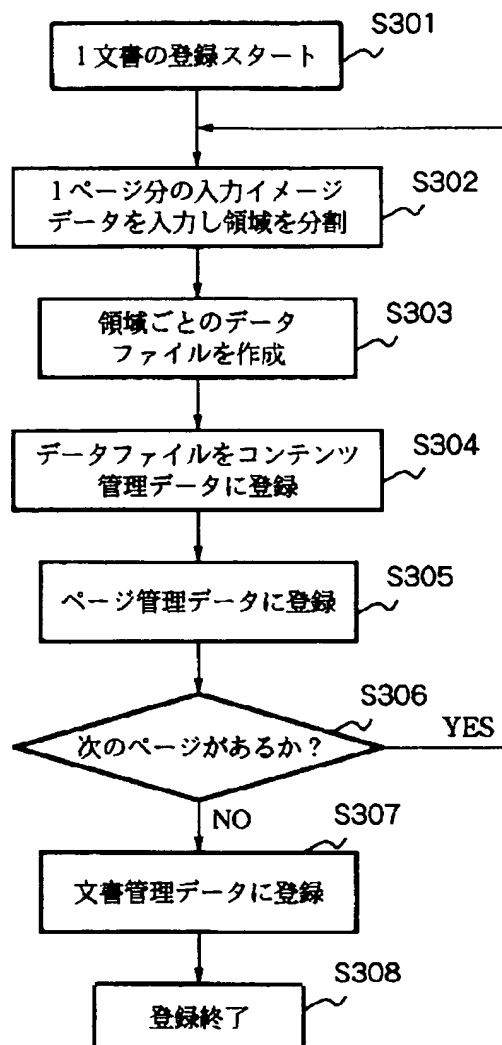 S301
1文書の登録スタート
S302
1ページ分の入力イメージ
データを入力し領域を分割
S303
領域ごとのデータ
ファイルを作成
S304
データファイルをコンテンツ
管理データに登録
S305
ページ管理データに登録
S306
次のページがあるか?
YES
NO
S307
文書管理データに登録
S308
登録終了